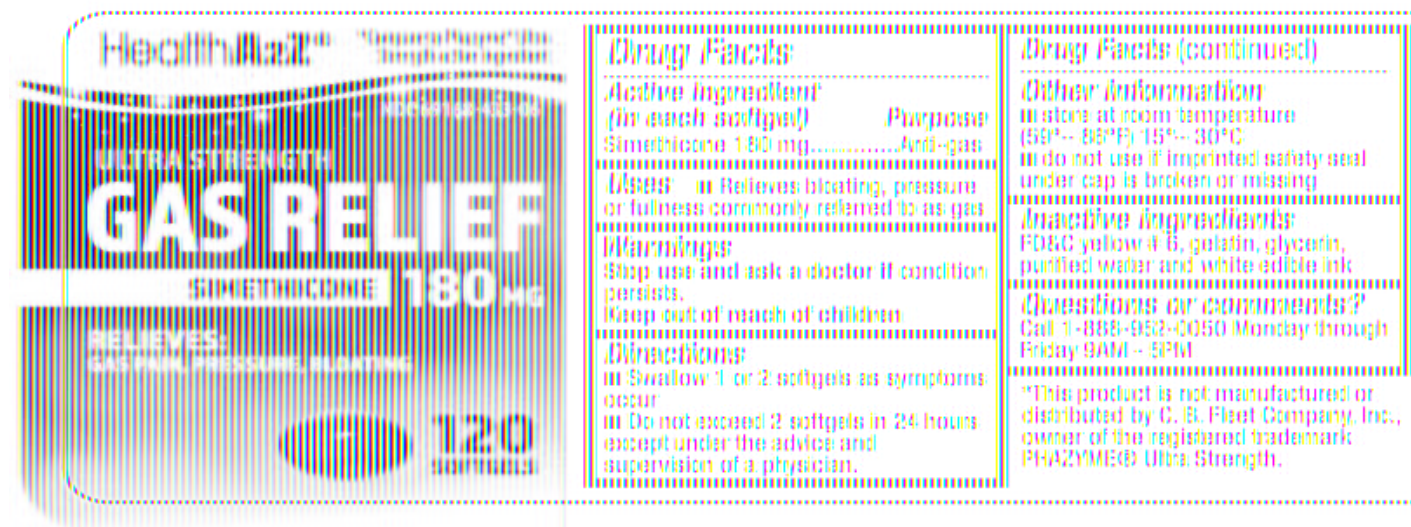 HealthA2Z
ULTRA STRENGTH
GAS RELIEF
SIMETHICONE 180 MG
RELIEVES:
GAS PAIN, PRESSURE, BLOATING
120
SOFTGELS
Drug Facts
Active ingredient
(in each softgel) Purpose
Simethicone 180 mg..............Anti-gas
Uses ■ Relieves bloating, pressure
or fullness commonly referred to as gas
Warnings
Stop use and ask a doctor if condition
persists.
Keep out of reach of children
Directions
■ Swallow 1 or 2 softgels as symptoms
occur
■ Do not exceed 2 softgels in 24 hours
except under the advice and
supervision of a physician.
Drug Facts (continued)
Other information
■ store at room temperature
(59°-- 86°F) 15°-- 30°C
■ do not use if imprinted safety seal
under cap is broken or missing
Inactive ingredients
FD&C yellow # 6, gelatin, glycerin,
purified water and white edible ink
Questions or comments?
Call 1-888-952-0050 Monday through
Friday 9AM - 5PM
*This product is not manufactured or
distributed by C. B. Fleet Company, Inc.,
owner of the registered trademark
PHAZYME® Ultra Strength.